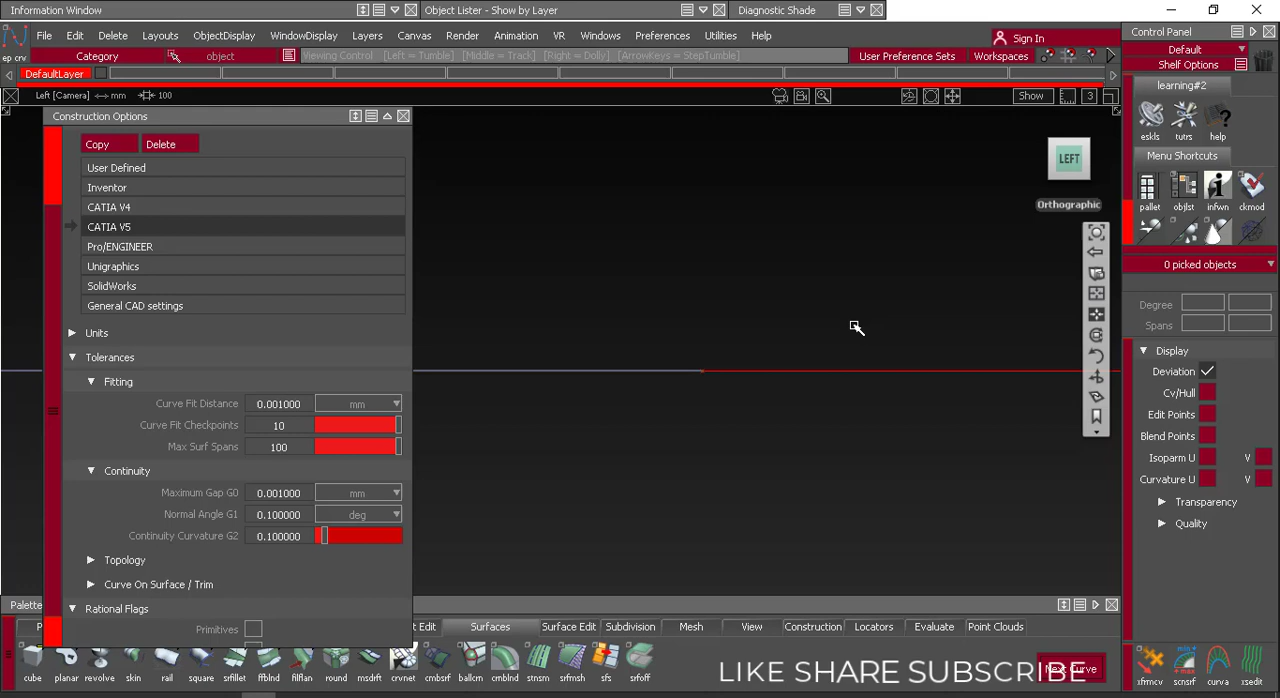 Information Window
Object Lister - Show by Layer
Diagnostic Shade
File Edit Delete Layouts ObjectDisplay WindowDisplay Layers Canvas Render Animation VR Windows Preferences Utilities Help
Sign In
Control Panel
ep crv
Category
object
Viewing Control [Left = Tumble] [Middle = Track] [Right = Dolly] [ArrowKeys = StepTumble]
User Preference Sets
Workspaces
Default
Shelf Options
DefaultLayer
Left [Camera] <--> mm 100
Show
3
learning#2
eskls tutrs help
Menu Shortcuts
pallet objlst infwn ckmod
LEFT
Orthographic
0 picked objects
Degree
Spans
Display
Deviation
Cv/Hull
Edit Points
Blend Points
Isoparm U V
Curvature U V
Transparency
Quality
Construction Options
Copy Delete
User Defined
Inventor
CATIA V4
CATIA V5
Pro/ENGINEER
Unigraphics
SolidWorks
General CAD settings
Units
Tolerances
Fitting
Curve Fit Distance 0.001000 mm
Curve Fit Checkpoints 10
Max Surf Spans 100
Continuity
Maximum Gap G0 0.001000 mm
Normal Angle G1 0.100000 deg
Continuity Curvature G2 0.100000
Topology
Curve On Surface / Trim
Rational Flags
Primitives
Palette
t Edit Surfaces Surface Edit Subdivision Mesh View Construction Locators Evaluate Point Clouds
cube planar revolve skin rail square srfillet ffblnd filflan round msdrft crvnet cmbsrf ballcrn cmblnd stnsrn srfmsh sfs srfoff
LIKE SHARE SUBSCRIBE
xfrmcv scnsrf curva xsedit